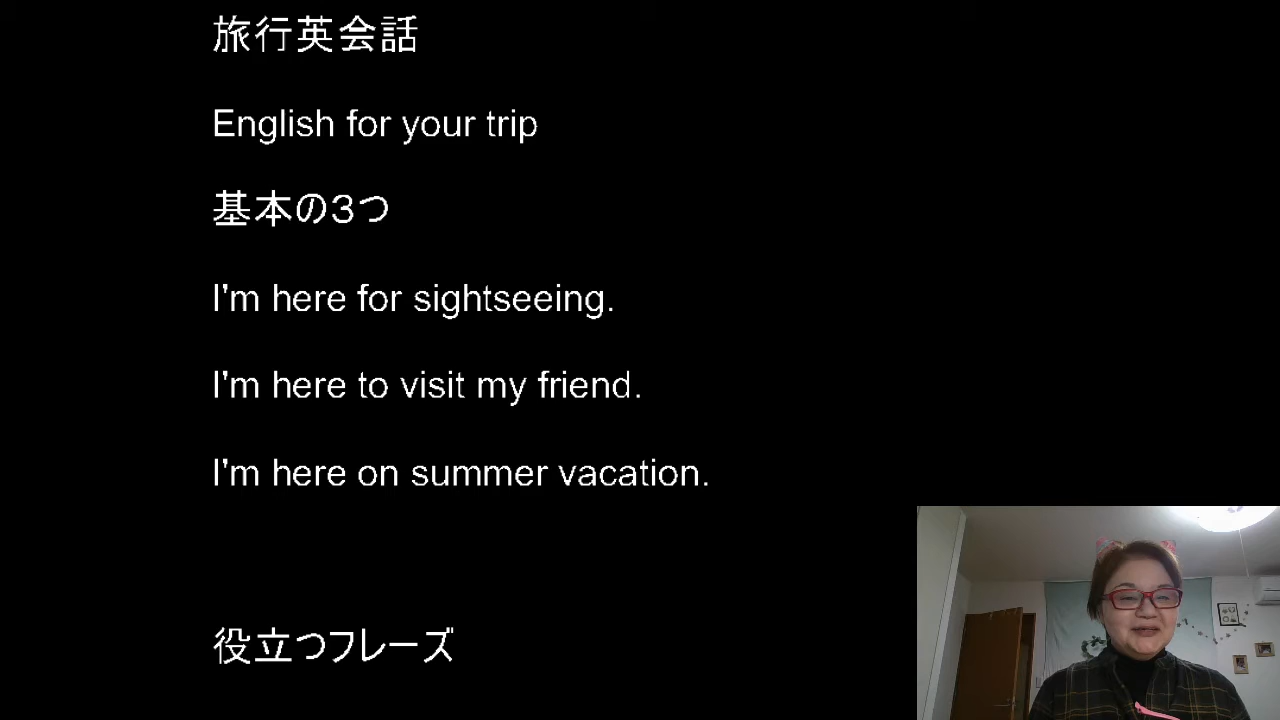 旅行英会話
English for your trip
基本の３つ
I'm here for sightseeing.
I'm here to visit my friend.
I'm here on summer vacation.
役立つフレーズ